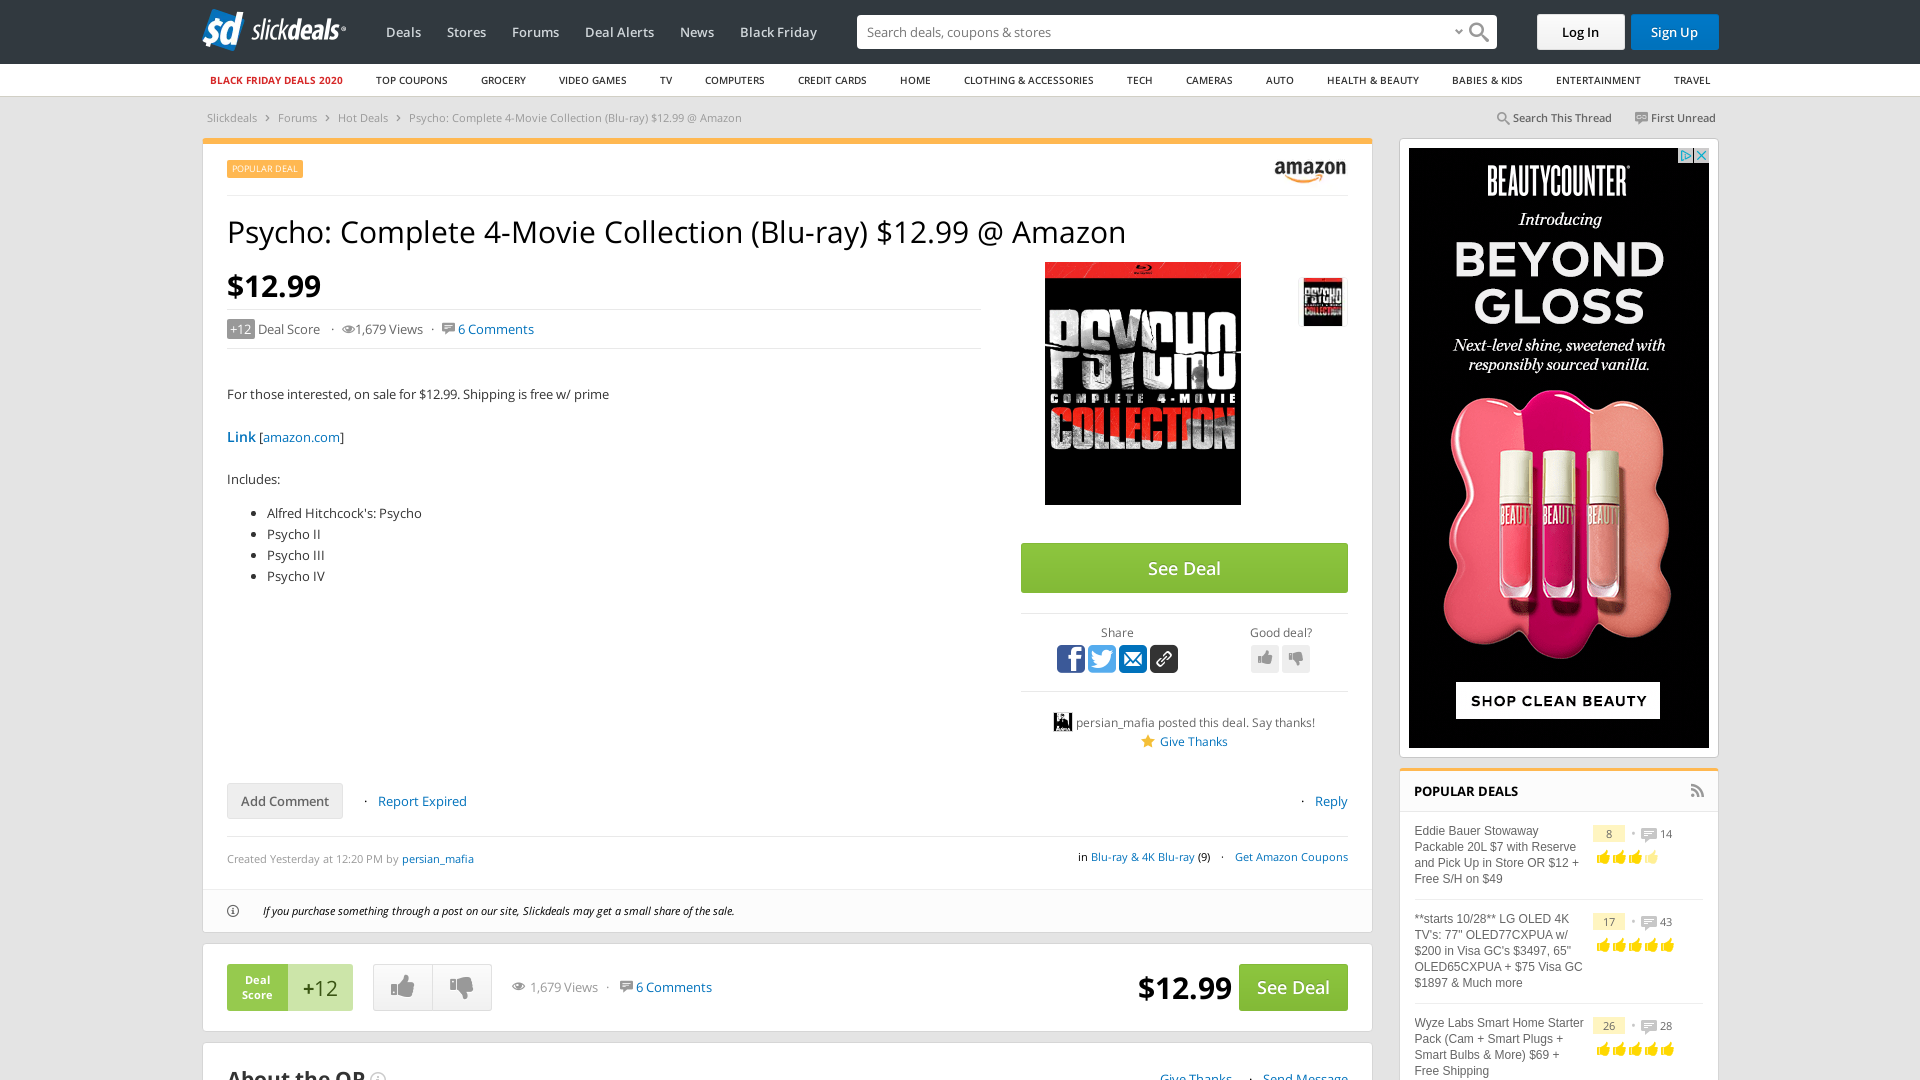 sd slickdeals
Deals
Stores
Forums
Deal Alerts
News
Black Friday
Search deals, coupons & stores
Log In
Sign Up
BLACK FRIDAY DEALS 2020
TOP COUPONS
GROCERY
VIDEO GAMES
TV
COMPUTERS
CREDIT CARDS
HOME
CLOTHING & ACCESSORIES
TECH
CAMERAS
AUTO
HEALTH & BEAUTY
BABIES & KIDS
ENTERTAINMENT
TRAVEL
Slickdeals > Forums > Hot Deals > Psycho: Complete 4-Movie Collection (Blu-ray) $12.99 @ Amazon
Search This Thread
First Unread
POPULAR DEAL
amazon
Psycho: Complete 4-Movie Collection (Blu-ray) $12.99 @ Amazon
$12.99
+12 Deal Score · 1,679 Views · 6 Comments
For those interested, on sale for $12.99. Shipping is free w/ prime
Link [amazon.com]
Includes:
• Alfred Hitchcock's: Psycho
• Psycho II
• Psycho III
• Psycho IV
PSYCHO
COMPLETE 4-MOVIE
COLLECTION
PSYCHO
COLLECTION
See Deal
Share
Good deal?
persian_mafia posted this deal. Say thanks!
Give Thanks
Add Comment
· Report Expired
· Reply
Created Yesterday at 12:20 PM by persian_mafia
in Blu-ray & 4K Blu-ray (9) · Get Amazon Coupons
If you purchase something through a post on our site, Slickdeals may get a small share of the sale.
Deal
Score
+12
1,679 Views · 6 Comments
$12.99
See Deal
About the OP
Give Thanks · Send Message
BEAUTYCOUNTER
Introducing
BEYOND
GLOSS
Next-level shine, sweetened with
responsibly sourced vanilla.
BEAUTY
BEAUTY
BEAUTY
SHOP CLEAN BEAUTY
POPULAR DEALS
Eddie Bauer Stowaway
Packable 20L $7 with Reserve
and Pick Up in Store OR $12 +
Free S/H on $49
8 • 14
**starts 10/28** LG OLED 4K
TV's: 77" OLED77CXPUA w/
$200 in Visa GC's $3497, 65"
OLED65CXPUA + $75 Visa GC
$1897 & Much more
17 • 43
Wyze Labs Smart Home Starter
Pack (Cam + Smart Plugs +
Smart Bulbs & More) $69 +
Free Shipping
26 • 28